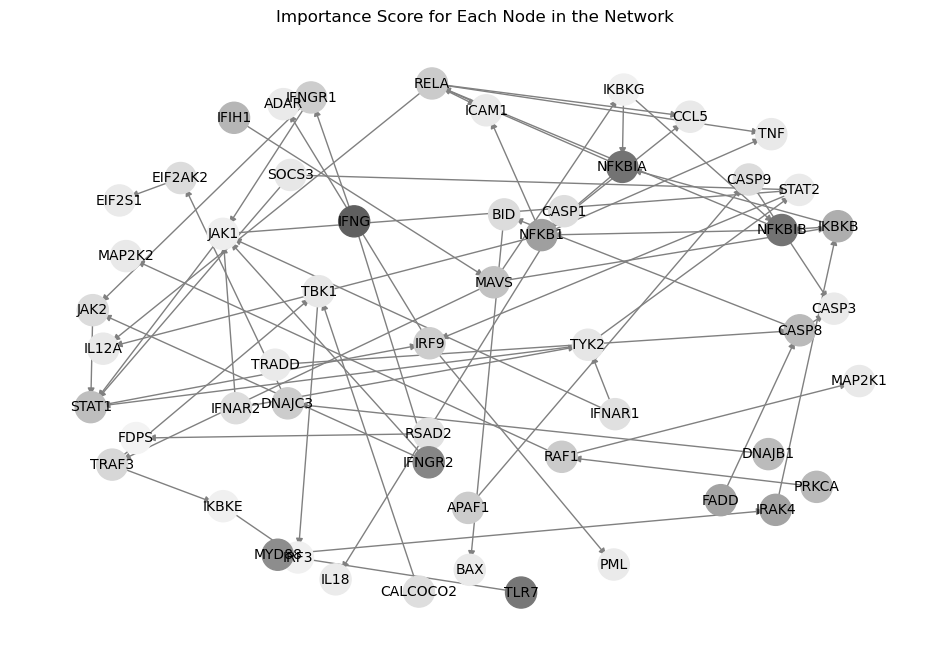 Importance Score for Each Node in the Network
RELA
IKBKG
ADAR
IFNGR1
ICAM1
IFIH1
CCL5
TNF
NFKBIA
SOCS3
EIF2AK2
CASP9
STAT2
EIF2S1
BID
CASP1
IFNG
JAK1
NFKB1
NFKBIB
IKBKB
MAP2K2
MAVS
TBK1
JAK2
CASP3
CASP8
IL12A
IRF9
TYK2
TRADD
MAP2K1
STAT1
IFNAR2
DNAJC3
IFNAR1
FDPS
RSAD2
TRAF3
IFNGR2
RAF1
DNAJB1
PRKCA
IKBKE
APAF1
FADD
IRAK4
MYD88
IRF3
IL18
BAX
PML
CALCOCO2
TLR7